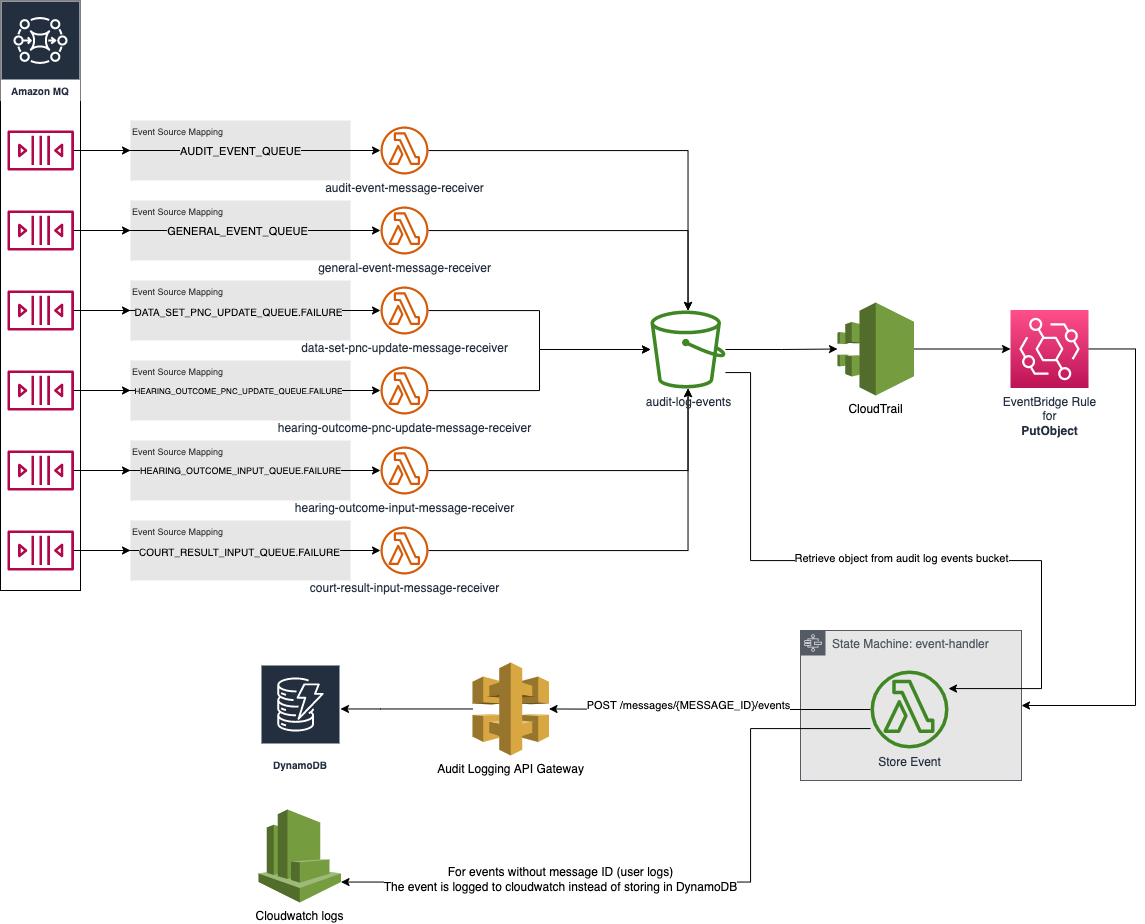 Amazon MQ
Event Source Mapping
AUDIT_EVENT_QUEUE
audit-event-message-receiver
Event Source Mapping
GENERAL_EVENT_QUEUE
general-event-message-receiver
Event Source Mapping
DATA_SET_PNC_UPDATE_QUEUE.FAILURE
data-set-pnc-update-message-receiver
Event Source Mapping
HEARING_OUTCOME_PNC_UPDATE_QUEUE.FAILURE
hearing-outcome-pnc-update-message-receiver
Event Source Mapping
HEARING_OUTCOME_INPUT_QUEUE.FAILURE
hearing-outcome-input-message-receiver
Event Source Mapping
COURT_RESULT_INPUT_QUEUE.FAILURE
court-result-input-message-receiver
audit-log-events
CloudTrail
EventBridge Rule
for
PutObject
Retrieve object from audit log events bucket
State Machine: event-handler
Store Event
POST /messages/{MESSAGE_ID}/events
Audit Logging API Gateway
DynamoDB
For events without message ID (user logs)
The event is logged to cloudwatch instead of storing in DynamoDB
Cloudwatch logs